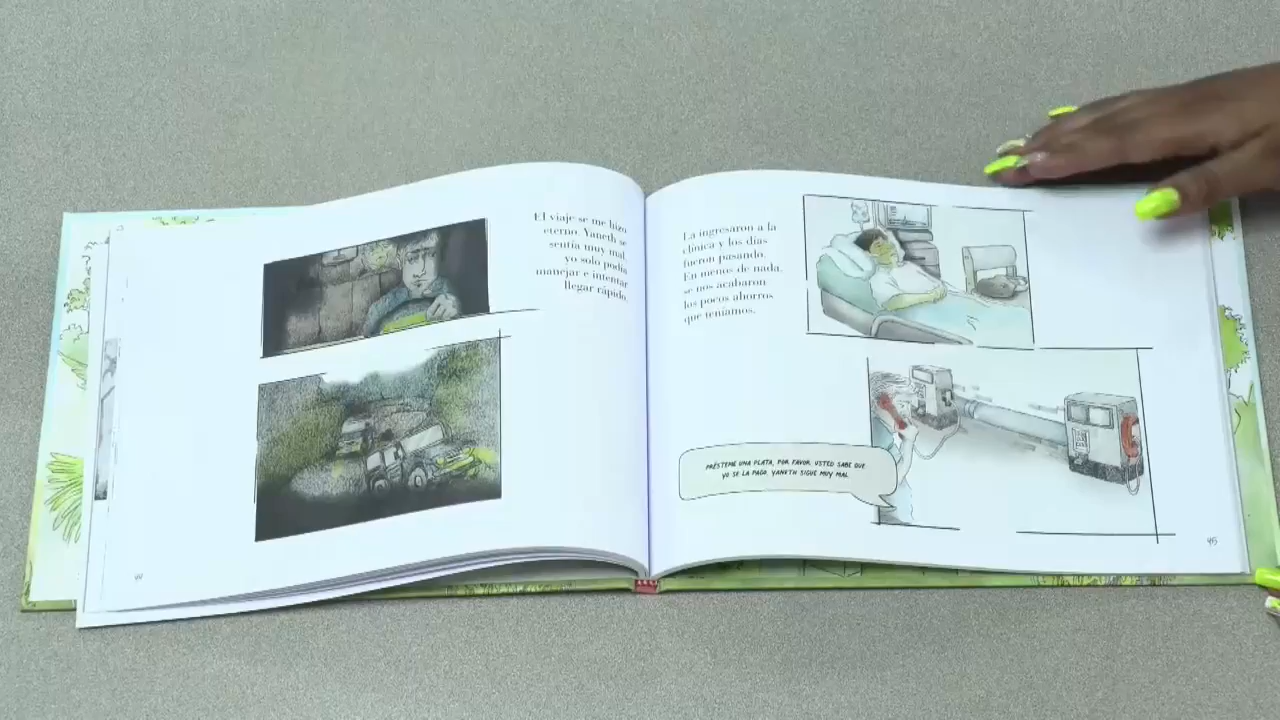 El viaje se me hizo
eterno. Yaneth se
sentía muy mal,
yo solo podía
manejar e intentar
llegar rápido.
44
La ingresaron a la
clínica y los días
fueron pasando.
En menos de nada,
se nos acabaron
los pocos ahorros
que teníamos.
PRÉSTEME UNA PLATA, POR FAVOR. USTED SABE QUE
YO SE LA PAGO. YANETH SIGUE MUY MAL.
45